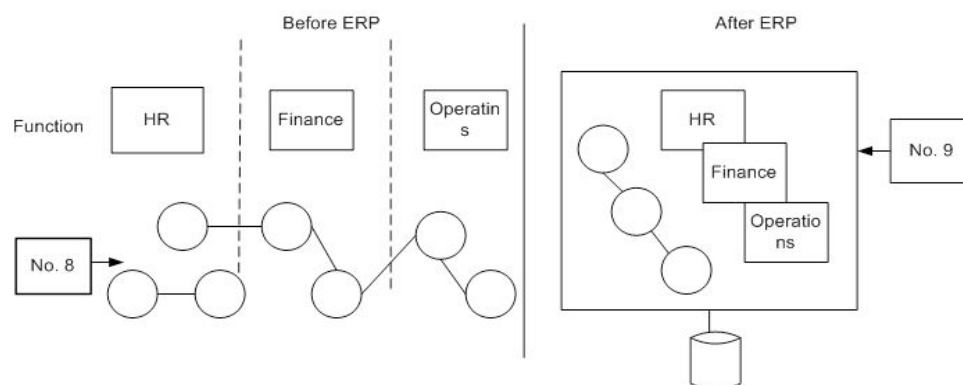 Before ERP
After ERP
Function
HR
Finance
Operatin
s
HR
Finance
Operatio
ns
No. 9
No. 8